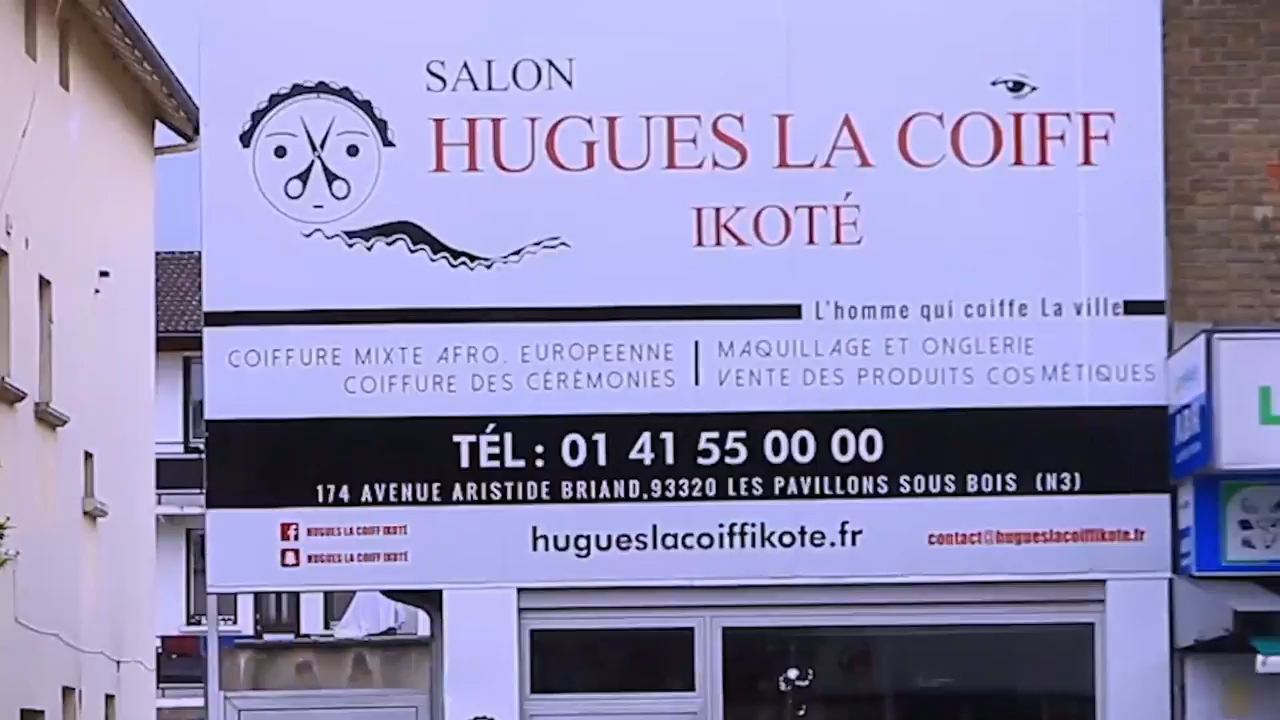 SALON
HUGUES LA COIFF
IKOTÉ
L'homme qui coiffe La ville
COIFFURE MIXTE AFRO. EUROPEENNE
COIFFURE DES CÉRÉMONIES
MAQUILLAGE ET ONGLERIE
VENTE DES PRODUITS COSMÉTIQUES
TÉL: 01 41 55 00 00
174 AVENUE ARISTIDE BRIAND,93320 LES PAVILLONS SOUS BOIS (N3)
HUGUES LA COIFF IKOTÉ
HUGUES LA COIFF IKOTÉ
hugueslacoiffikote.fr
contact@hugueslacoiffikote.fr